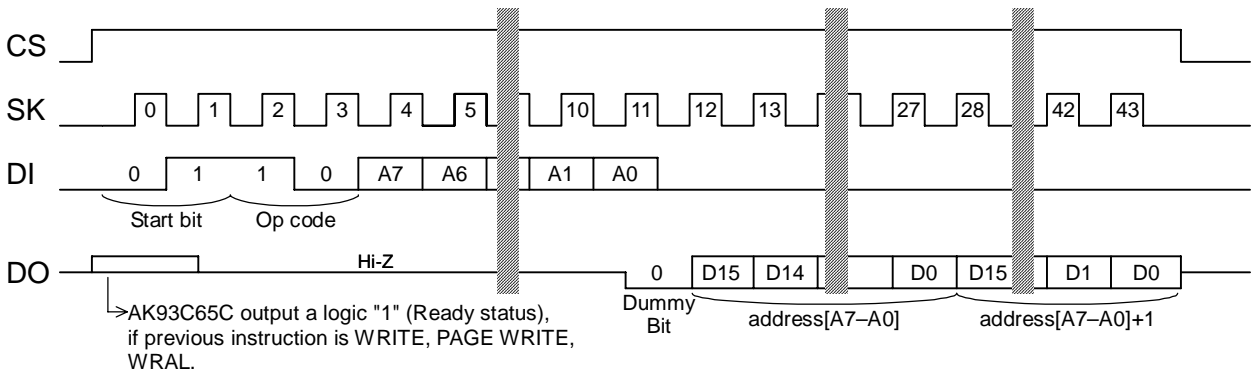 CS
SK 0 1 2 3 4 5 10 11 12 13 27 28 42 43
DI 0 1 1 0 A7 A6 A1 A0
Start bit Op code
DO Hi-Z 0 D15 D14 D0 D15 D1 D0
Dummy
Bit
address[A7–A0] address[A7–A0]+1
AK93C65C output a logic "1" (Ready status),
if previous instruction is WRITE, PAGE WRITE,
WRAL.